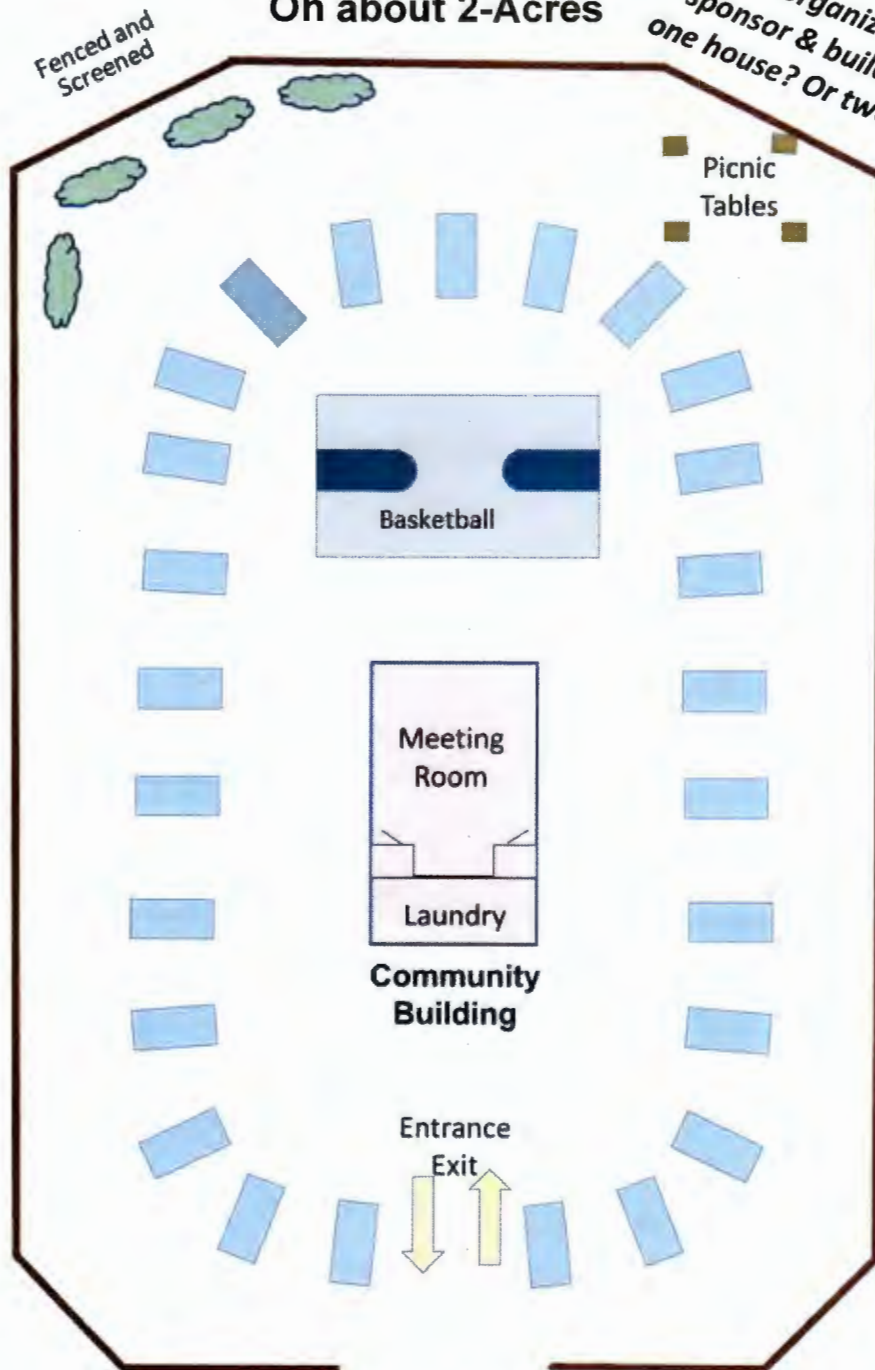 On about 2-Acres
Fenced and
Screened
sponsor &
one house? Or
Picnic
Tables
Basketball
Meeting
Room
Laundry
Community
Building
Entrance
Exit